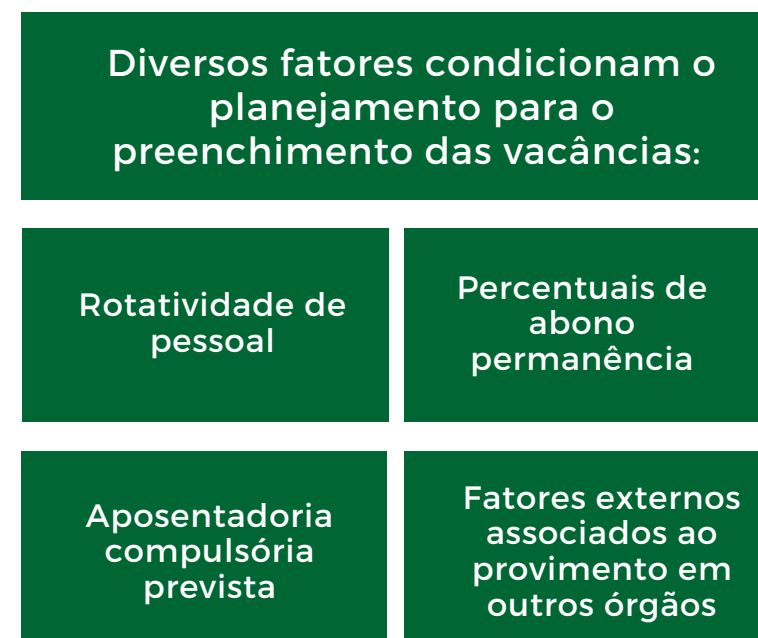 Diversos fatores condicionam o
planejamento para o
preenchimento das vacâncias:
Rotatividade de
pessoal
Percentuais de
abono
permanência
Aposentadoria
compulsória
prevista
Fatores externos
associados ao
provimento em
outros órgãos